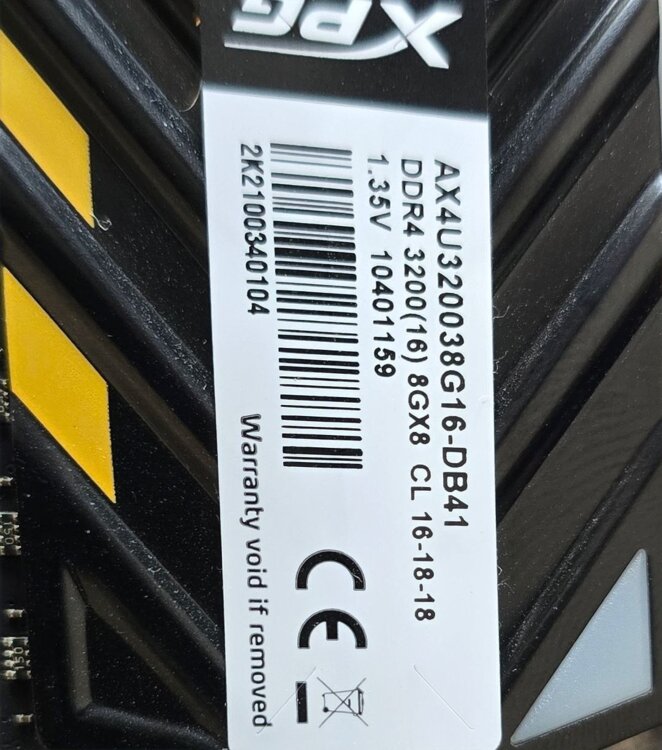 XPG
AX4U320038G16-DB41
DDR4 3200(16) 8GX8 CL 16-18-18
1.35V 10401159
2K2100340104
CE
Warranty void if removed